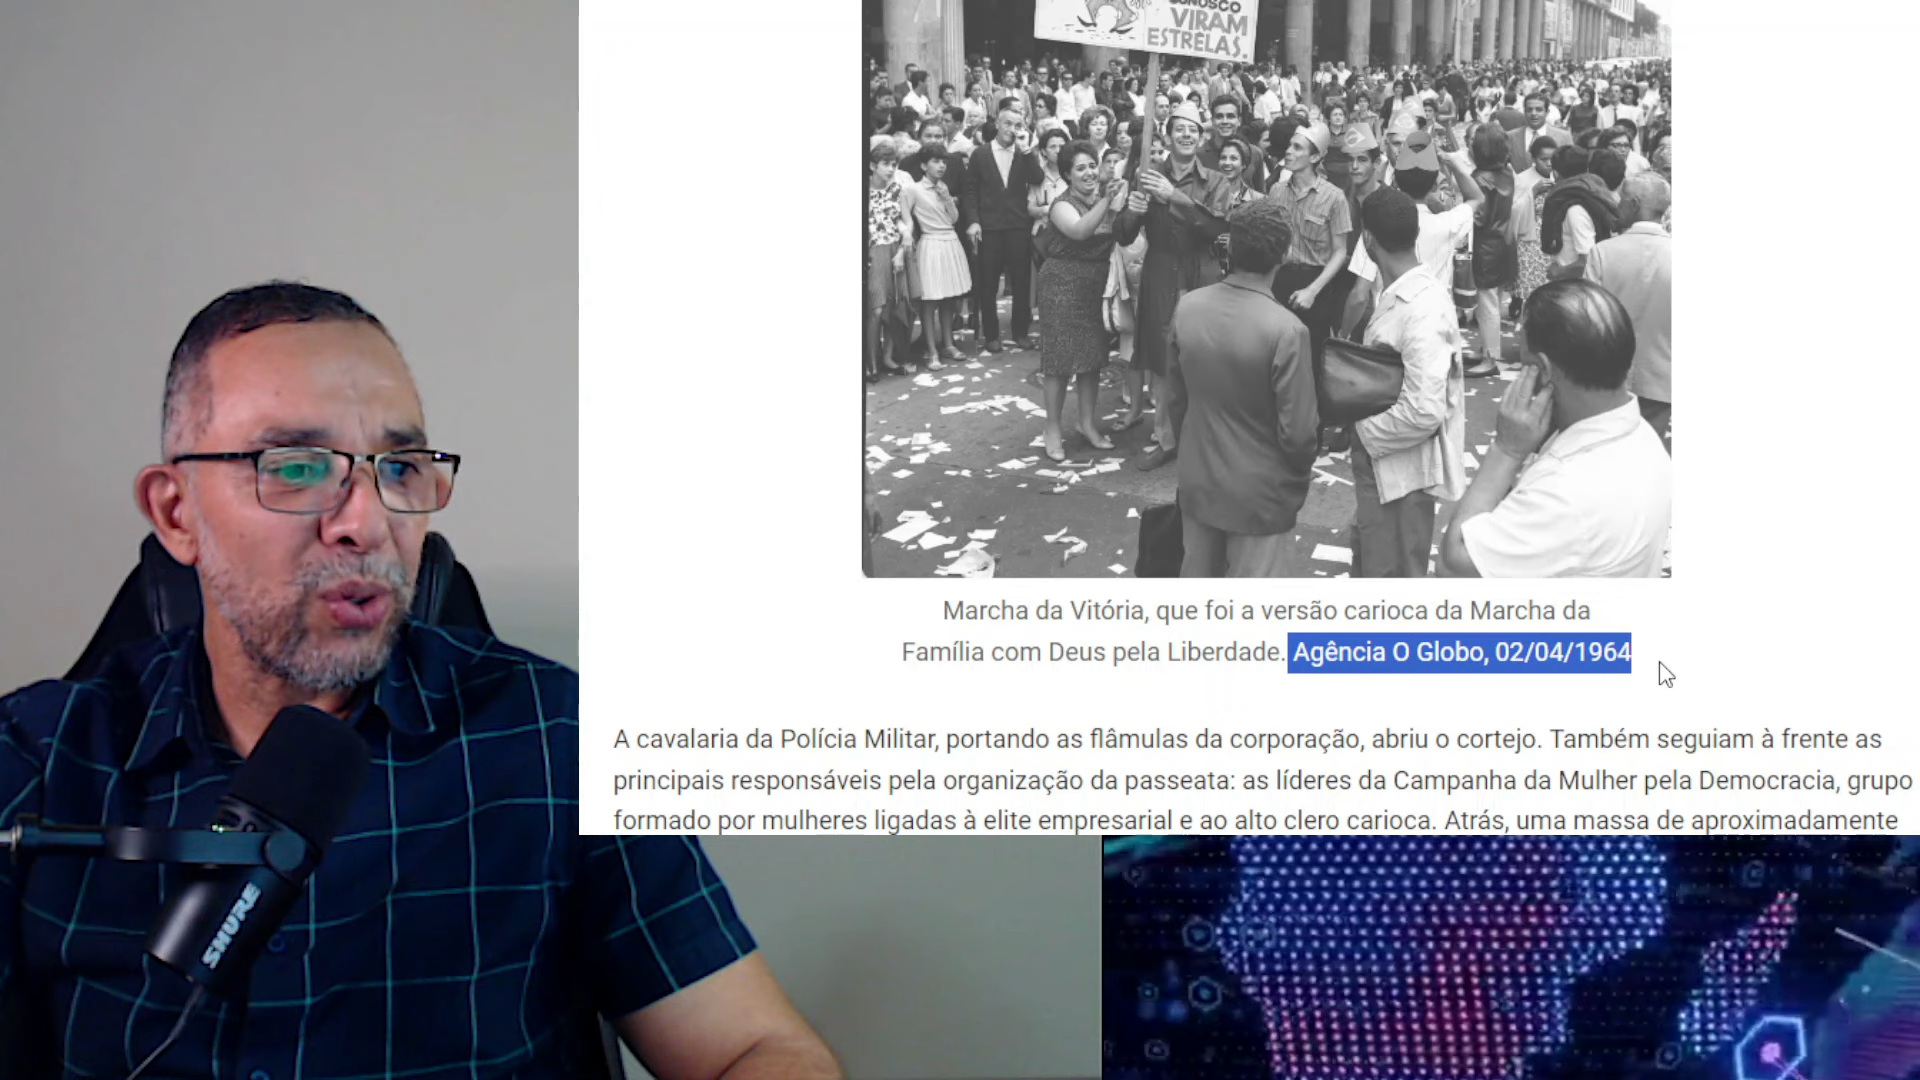 CONOSCO
VIRAM
ESTRELAS.
Marcha da Vitória, que foi a versão carioca da Marcha da
Família com Deus pela Liberdade. Agência O Globo, 02/04/1964
A cavalaria da Polícia Militar, portando as flâmulas da corporação, abriu o cortejo. Também seguiam à frente as
principais responsáveis pela organização da passeata: as líderes da Campanha da Mulher pela Democracia, grupo
formado por mulheres ligadas à elite empresarial e ao alto clero carioca. Atrás, uma massa de aproximadamente
SHURE